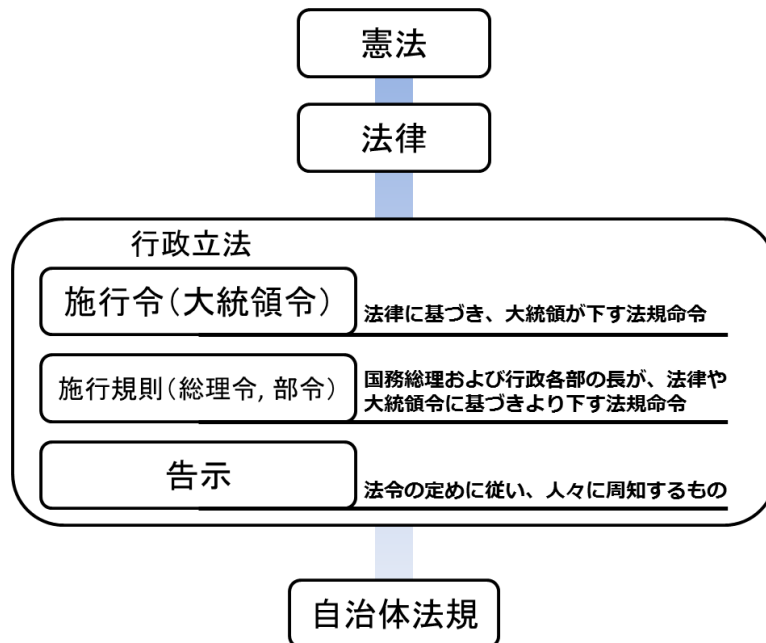 憲法
法律
行政立法
施行令(大統領令)
法律に基づき、大統領が下す法規命令
施行規則(総理令, 部令)
国務総理および行政各部の長が、法律や
大統領令に基づきより下す法規命令
告示
法令の定めに従い、人々に周知するもの
自治体法規